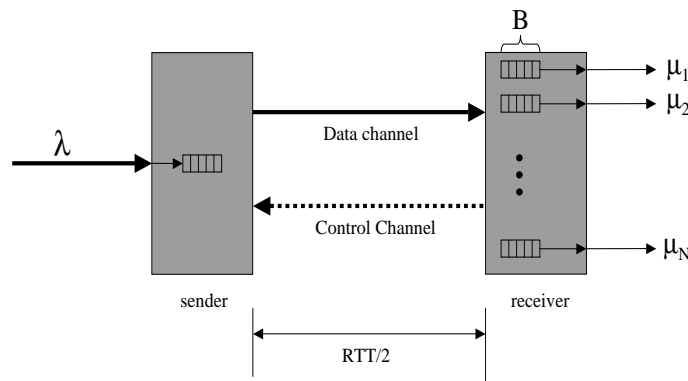 B
μ1
μ2
λ
Data channel
Control Channel
μN
sender
receiver
RTT/2